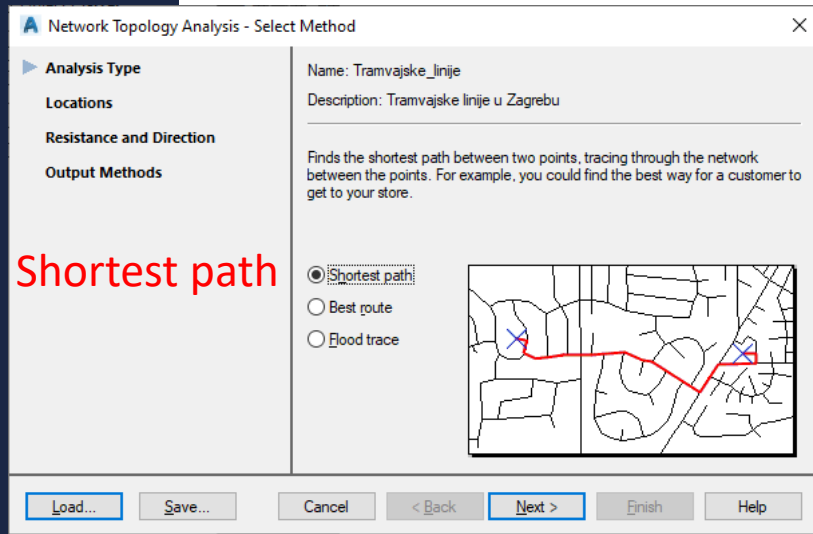 Network Topology Analysis - Select Method
Analysis Type
Locations
Resistance and Direction
Output Methods
Shortest path
Name: Tramvajske_linije
Description: Tramvajske linije u Zagrebu
Finds the shortest path between two points, tracing through the network
between the points. For example, you could find the best way for a customer to
get to your store.
Shortest path
Best route
Flood trace
Load...
Save...
Cancel
< Back
Next >
Finish
Help